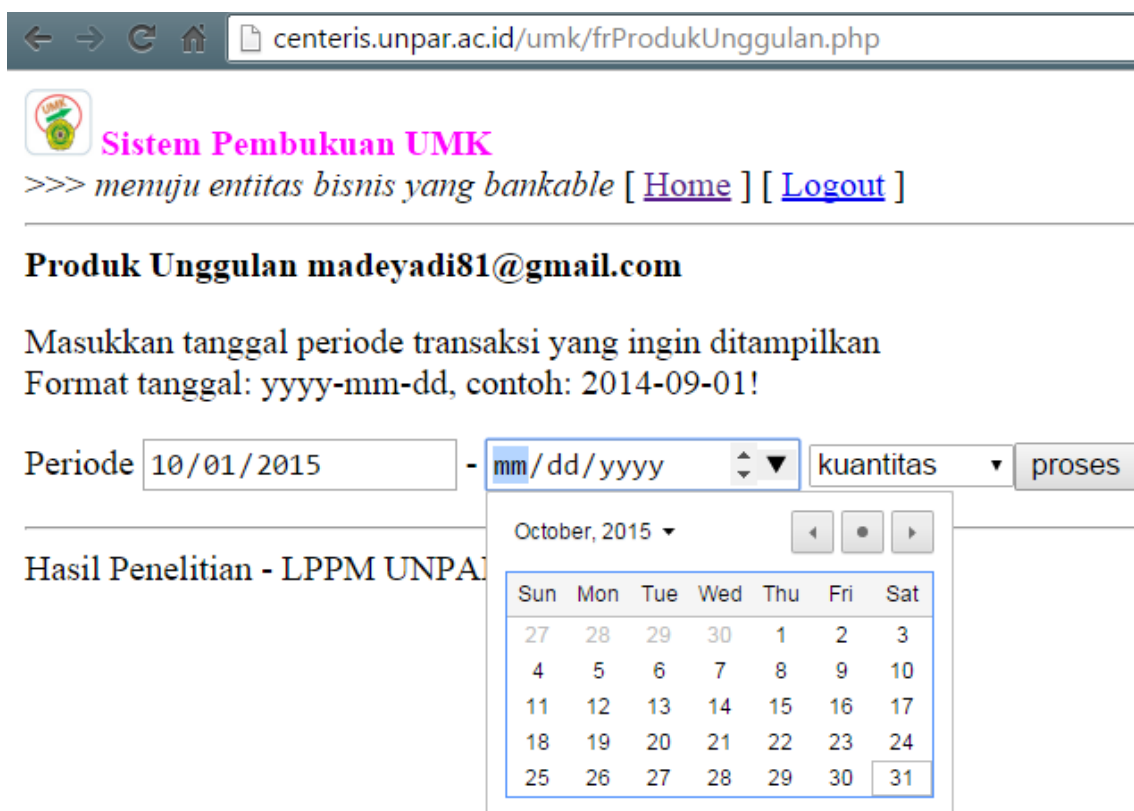 centeris.unpar.ac.id/umk/frProdukUnggulan.php
UMK
Sistem Pembukuan UMK
>>> menuju entitas bisnis yang bankable [ Home ] [ Logout ]
Produk Unggulan madeyadi81@gmail.com
Masukkan tanggal periode transaksi yang ingin ditampilkan
Format tanggal: yyyy-mm-dd, contoh: 2014-09-01!
Periode 10/01/2015 - mm/dd/yyyy kuantitas proses
October, 2015
Hasil Penelitian - LPPM
Sun Mon Tue Wed Thu Fri Sat
27 28 29 30 1 2 3
4 5 6 7 8 9 10
11 12 13 14 15 16 17
18 19 20 21 22 23 24
25 26 27 28 29 30 31